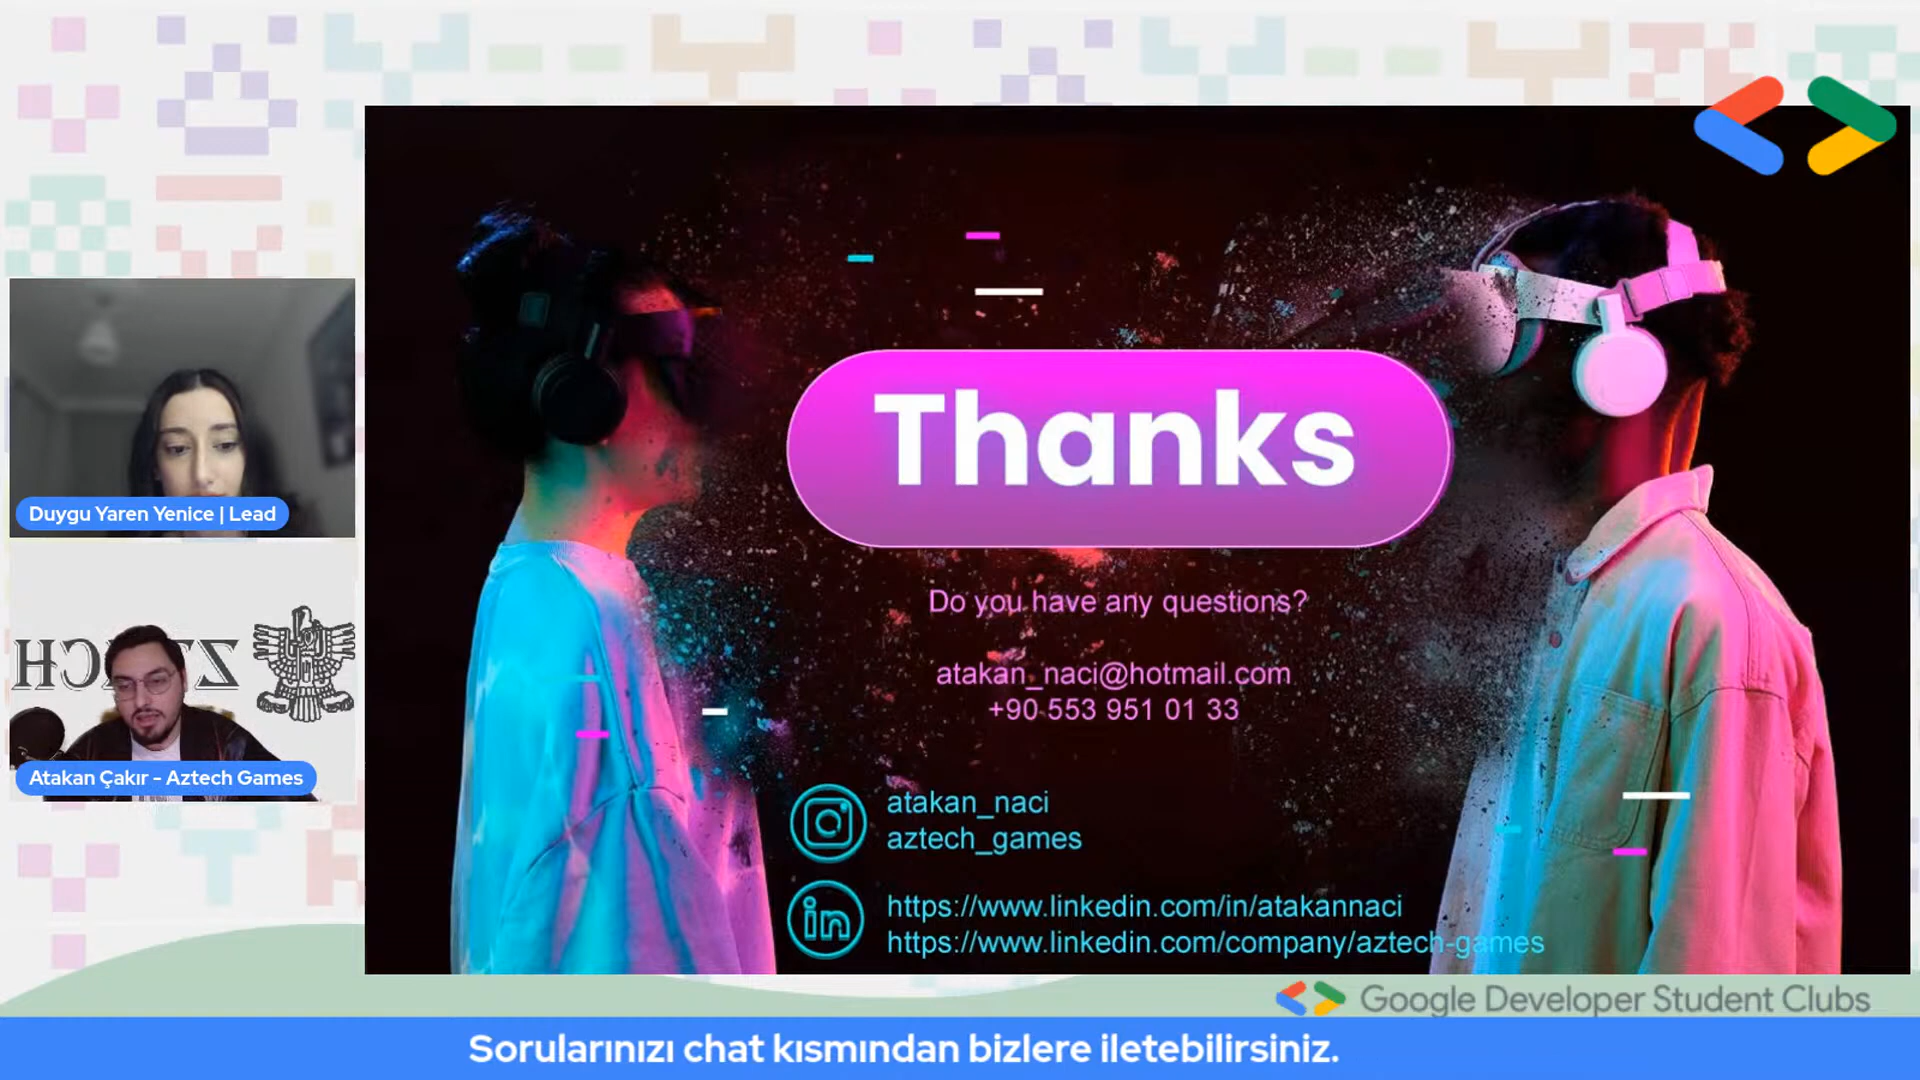 Duygu Yaren Yenice | Lead
AZTECH
Atakan Çakır - Aztech Games
Thanks
Do you have any questions?
atakan_naci@hotmail.com
+90 553 951 01 33
atakan_naci
aztech_games
in
https://www.linkedin.com/in/atakannaci
https://www.linkedin.com/company/aztech-games
Google Developer Student Clubs
Sorularınızı chat kısmından bizlere iletebilirsiniz.